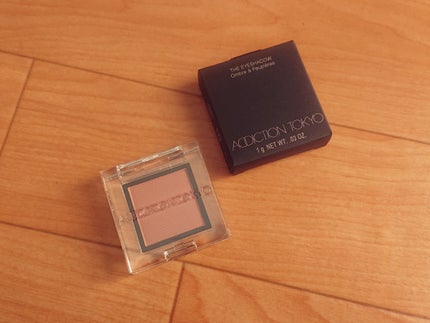 THE EYESHADOW
Ombre à Paupières
ADDICTION TOKYO
1 g NET WT. .03 OZ.